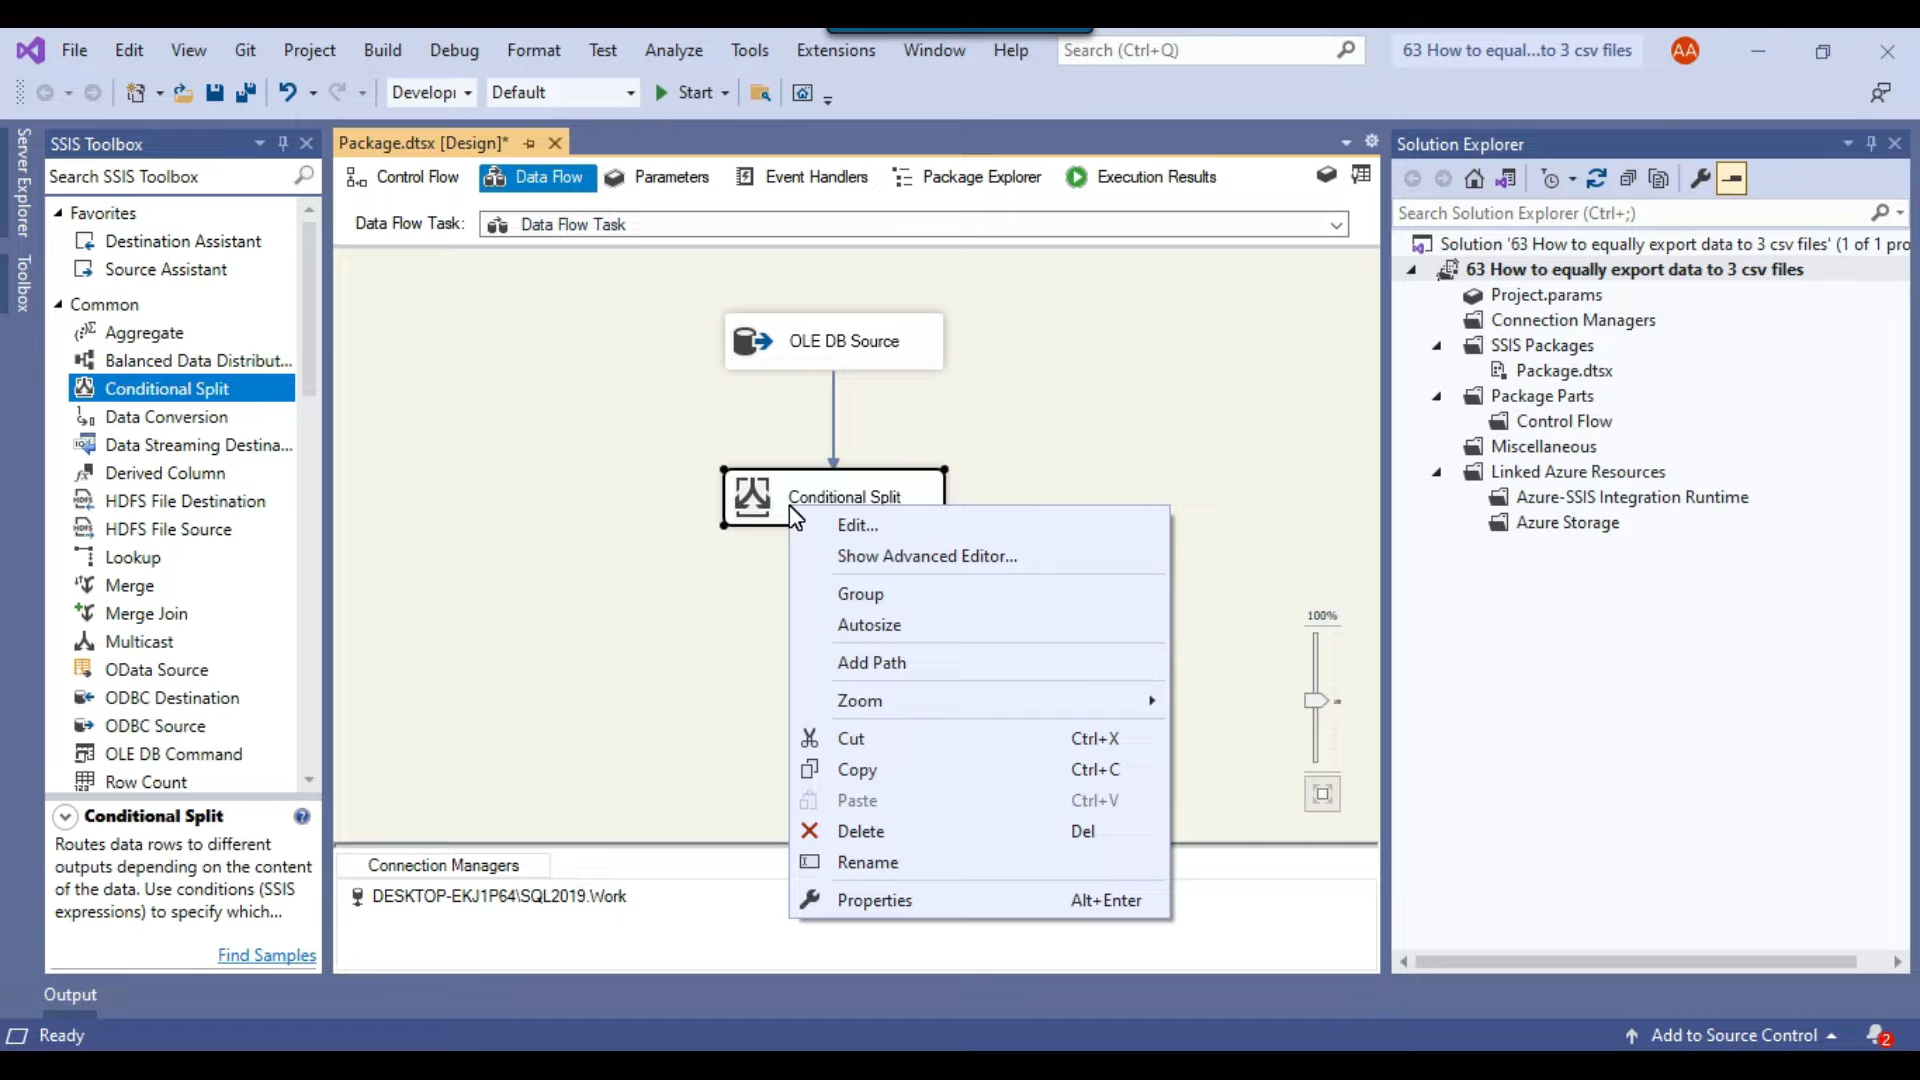 File Edit View Git Project Build Debug Format Test Analyze Tools Extensions Window Help Search (Ctrl+Q) 63 How to equal...to 3 csv files AA
Developi Default Start
Server Explorer
Toolbox
SSIS Toolbox
Search SSIS Toolbox
Favorites
Destination Assistant
Source Assistant
Common
Aggregate
Balanced Data Distribut...
Conditional Split
Data Conversion
Data Streaming Destina...
Derived Column
HDFS File Destination
HDFS File Source
Lookup
Merge
Merge Join
Multicast
OData Source
ODBC Destination
ODBC Source
OLE DB Command
Row Count
Conditional Split
Routes data rows to different
outputs depending on the content
of the data. Use conditions (SSIS
expressions) to specify which...
Find Samples
Package.dtsx [Design]*
Control Flow Data Flow Parameters Event Handlers Package Explorer Execution Results
Data Flow Task: Data Flow Task
OLE DB Source
Conditional Split
Edit...
Show Advanced Editor...
Group
Autosize
Add Path
Zoom
Cut Ctrl+X
Copy Ctrl+C
Paste Ctrl+V
Delete Del
Rename
Properties Alt+Enter
100%
Connection Managers
DESKTOP-EKJ1P64\SQL2019.Work
Solution Explorer
Search Solution Explorer (Ctrl+;)
Solution '63 How to equally export data to 3 csv files' (1 of 1 pro
63 How to equally export data to 3 csv files
Project.params
Connection Managers
SSIS Packages
Package.dtsx
Package Parts
Control Flow
Miscellaneous
Linked Azure Resources
Azure-SSIS Integration Runtime
Azure Storage
Output
Ready
Add to Source Control 2